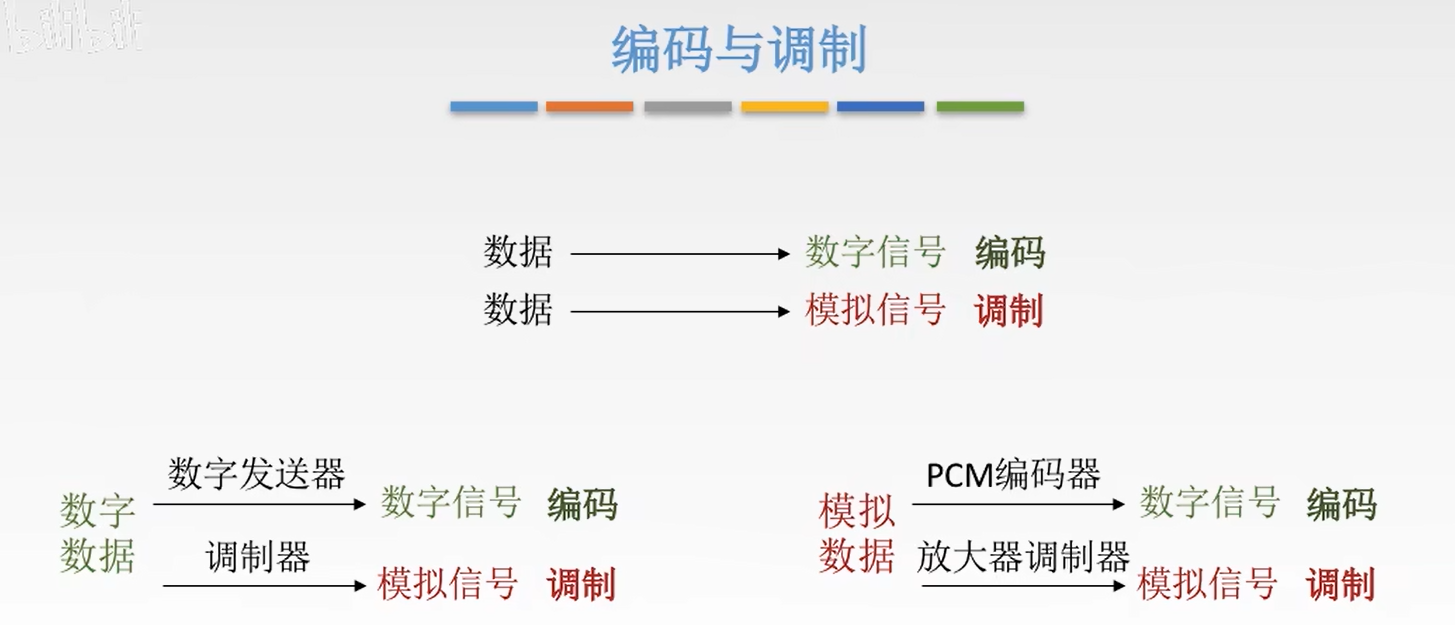 bilibili
编码与调制
数据 数字信号 编码
数据 模拟信号 调制
数字发送器
数字 数字信号 编码
数据 调制器
模拟信号 调制
PCM编码器
模拟 数字信号 编码
数据 放大器调制器
模拟信号 调制